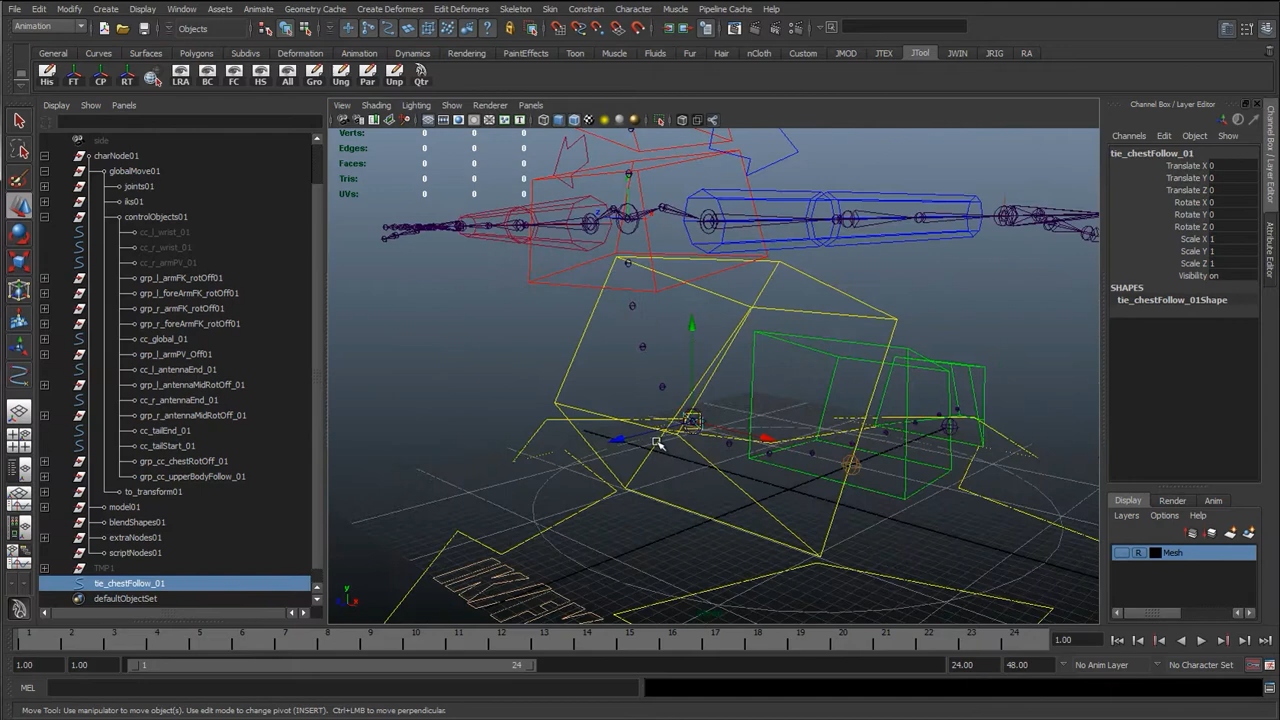 File Edit Modify Create Display Window Assets Animate Geometry Cache Create Deformers Edit Deformers Skeleton Skin Constrain Character Muscle Pipeline Cache Help
Animation Objects
General Curves Surfaces Polygons Subdivs Deformation Animation Dynamics Rendering PaintEffects Toon Muscle Fluids Fur Hair nCloth Custom JMOD JTEX JTool JWIN JRIG RA
His FT CP RT LRA BC FC HS All Gro Ung Par Unp Qtr
Display Show Panels
side
charNode01
globalMove01
joints01
iks01
controlObjects01
cc_l_wrist_01
cc_r_wrist_01
cc_r_armPV_01
grp_l_armFK_rotOff01
grp_l_foreArmFK_rotOff01
grp_r_armFK_rotOff01
grp_r_foreArmFK_rotOff01
cc_global_01
grp_l_armPV_Off01
cc_l_antennaEnd_01
grp_l_antennaMidRotOff_01
cc_r_antennaEnd_01
grp_r_antennaMidRotOff_01
cc_tailEnd_01
cc_tailStart_01
grp_cc_chestRotOff_01
grp_cc_upperBodyFollow_01
to_transform01
model01
blendShapes01
extraNodes01
scriptNodes01
TMP1
tie_chestFollow_01
defaultObjectSet
View Shading Lighting Show Renderer Panels
Verts: 0 0 0
Edges: 0 0 0
Faces: 0 0 0
Tris: 0 0 0
UVs: 0 0 0
y
Channel Box / Layer Editor
Channels Edit Object Show
tie_chestFollow_01
Translate X 0
Translate Y 0
Translate Z 0
Rotate X 0
Rotate Y 0
Rotate Z 0
Scale X 1
Scale Y 1
Scale Z 1
Visibility on
SHAPES
tie_chestFollow_01Shape
Display Render Anim
Layers Options Help
R Mesh
Channel Box / Layer Editor
Attribute Editor
1 2 3 4 5 6 7 8 9 10 11 12 13 14 15 16 17 18 19 20 21 22 23 24 1.00
1.00 1.00 1 24 24.00 48.00 No Anim Layer No Character Set
MEL
Move Tool: Use manipulator to move object(s). Use edit mode to change pivot (INSERT). Ctrl+LMB to move perpendicular.